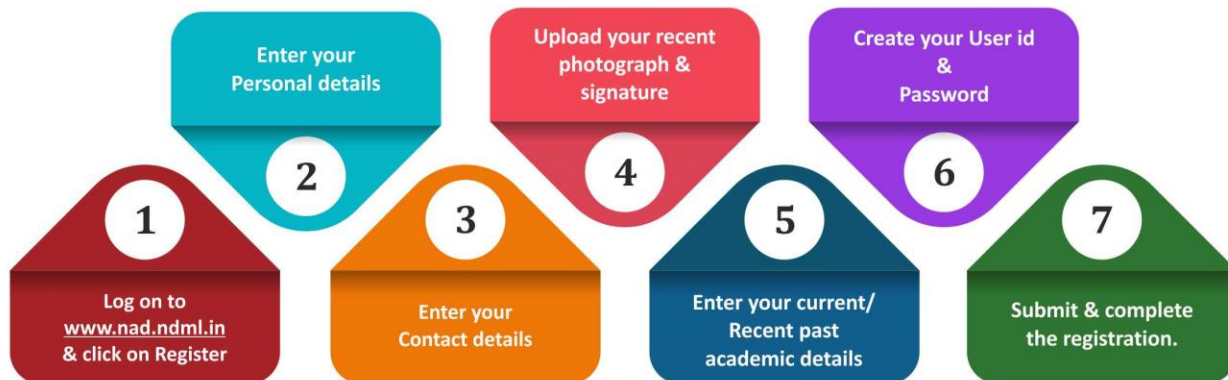 1
Log on to
www.nad.ndml.in
& click on Register
Enter your
Personal details
2
3
Enter your
Contact details
Upload your recent
photograph &
signature
4
5
Enter your current/
Recent past
academic details
Create your User id
&
Password
6
7
Submit & complete
the registration.